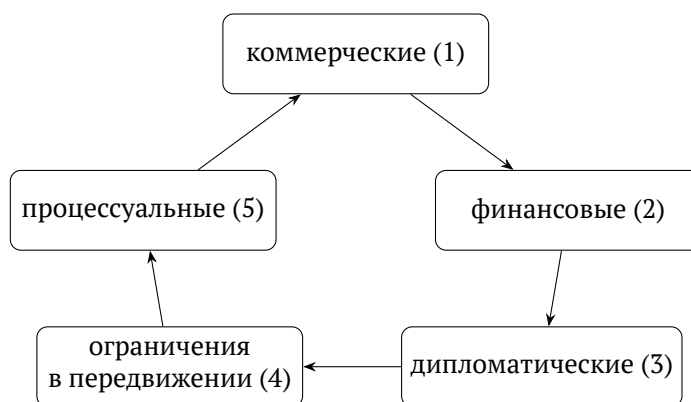 коммерческие (1)
процессуальные (5)
финансовые (2)
ограничения
в передвижении (4)
дипломатические (3)